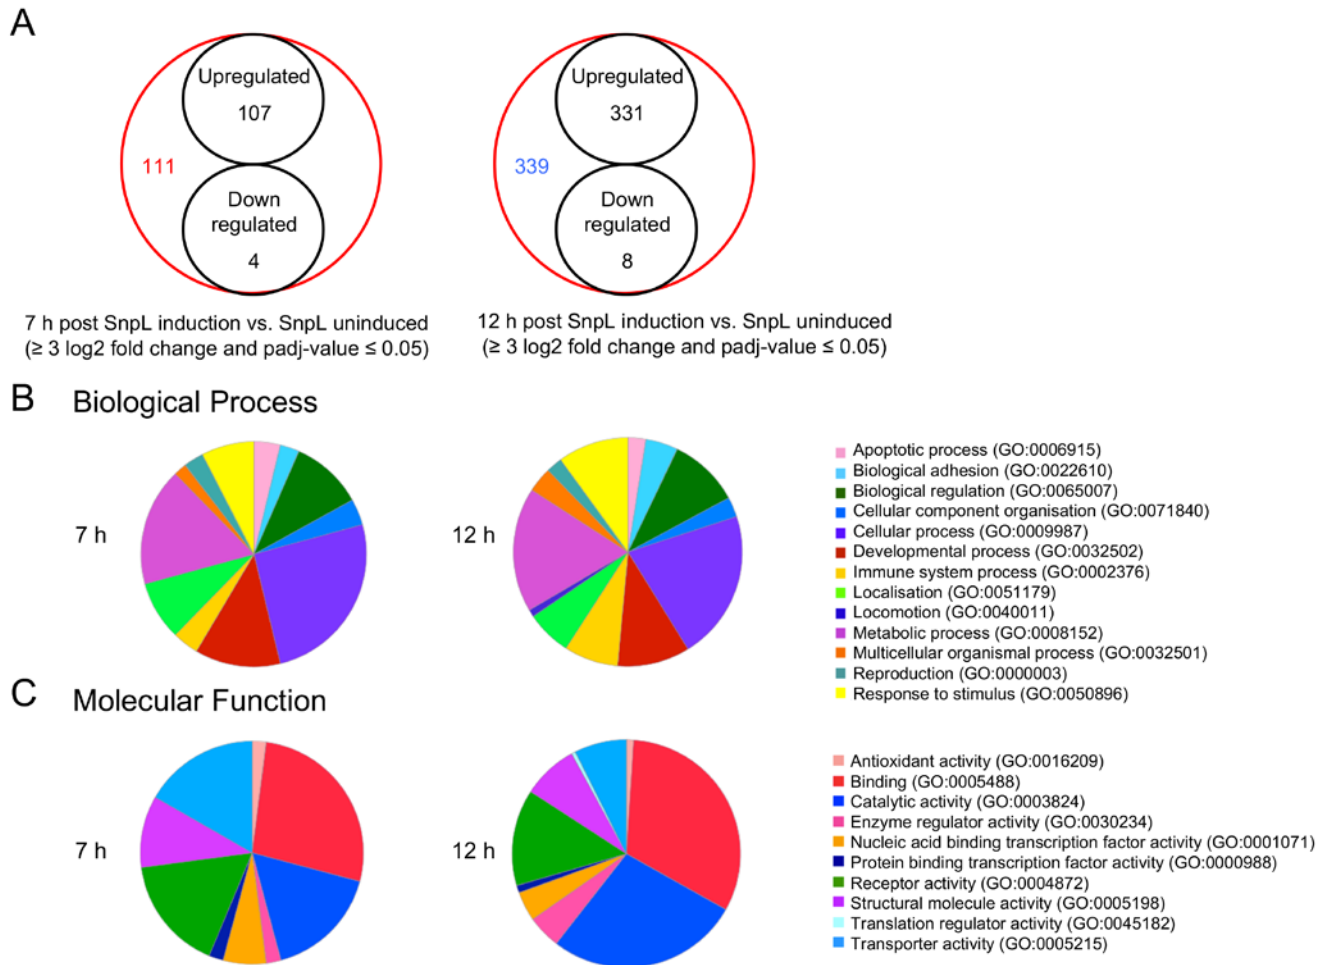 A
Upregulated
107
111
Down
regulated
4
7 h post SnpL induction vs. SnpL uninduced
(≥ 3 log2 fold change and padj-value ≤ 0.05)
Upregulated
331
339
Down
regulated
8
12 h post SnpL induction vs. SnpL uninduced
(≥ 3 log2 fold change and padj-value ≤ 0.05)
B Biological Process
7 h
12 h
Apoptotic process (GO:0006915)
Biological adhesion (GO:0022610)
Biological regulation (GO:0065007)
Cellular component organisation (GO:0071840)
Cellular process (GO:0009987)
Developmental process (GO:0032502)
Immune system process (GO:0002376)
Localisation (GO:0051179)
Locomotion (GO:0040011)
Metabolic process (GO:0008152)
Multicellular organismal process (GO:0032501)
Reproduction (GO:0000003)
Response to stimulus (GO:0050896)
C Molecular Function
7 h
12 h
Antioxidant activity (GO:0016209)
Binding (GO:0005488)
Catalytic activity (GO:0003824)
Enzyme regulator activity (GO:0030234)
Nucleic acid binding transcription factor activity (GO:0001071)
Protein binding transcription factor activity (GO:0000988)
Receptor activity (GO:0004872)
Structural molecule activity (GO:0005198)
Translation regulator activity (GO:0045182)
Transporter activity (GO:0005215)